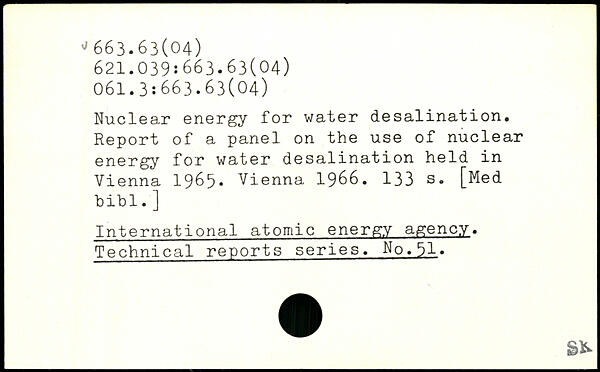 √663.63(04)
621.039:663.63(04)
061.3:663.63(04)
Nuclear energy for water desalination.
Report of a panel on the use of nuclear
energy for water desalination held in
Vienna 1965. Vienna 1966. 133 s. [Med
bibl.]
International atomic energy agency.
Technical reports series. No.51.
SK